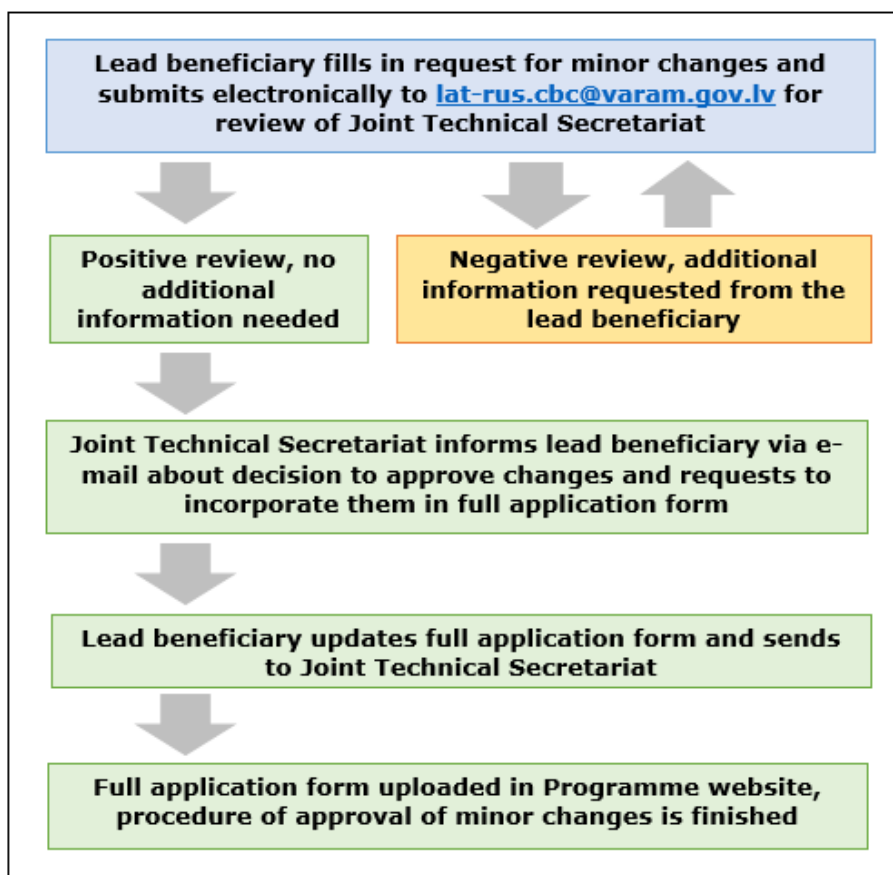 Lead beneficiary fills in request for minor changes and
submits electronically to lat-rus.cbc@varam.gov.lv for
review of Joint Technical Secretariat
Positive review, no
additional
information needed
Negative review, additional
information requested from the
lead beneficiary
Joint Technical Secretariat informs lead beneficiary via e-
mail about decision to approve changes and requests to
incorporate them in full application form
Lead beneficiary updates full application form and sends
to Joint Technical Secretariat
Full application form uploaded in Programme website,
procedure of approval of minor changes is finished